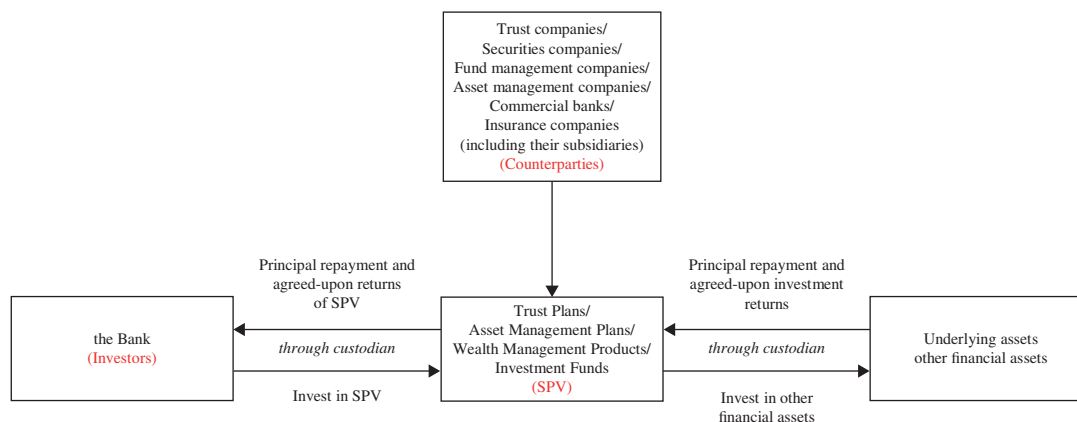 Trust companies/
Securities companies/
Fund management companies/
Asset management companies/
Commercial banks/
Insurance companies
(including their subsidiaries)
(Counterparties)
Principal repayment and
agreed-upon returns
of SPV
Principal repayment and
agreed-upon investment
returns
the Bank
(Investors)
through custodian
Invest in SPV
Trust Plans/
Asset Management Plans/
Wealth Management Products/
Investment Funds
(SPV)
through custodian
Invest in other
financial assets
Underlying assets
other financial assets